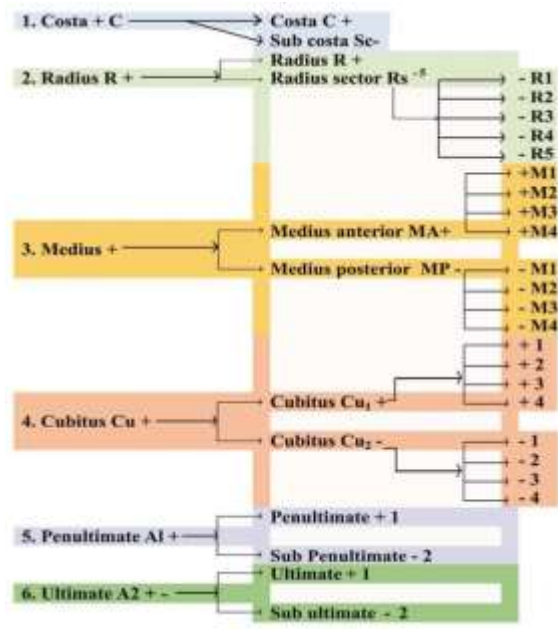 1. Costa + C
Costa C +
Sub costa Sc-
2. Radius R +
Radius R +
Radius sector Rs -5
- R1
- R2
- R3
- R4
- R5
3. Medius +
Medius anterior MA+
+M1
+M2
+M3
+M4
Medius posterior MP -
- M1
- M2
- M3
- M4
4. Cubitus Cu +
Cubitus Cu1 +
+ 1
+ 2
+ 3
+ 4
Cubitus Cu2 -
- 1
- 2
- 3
- 4
5. Penultimate Al +
Penultimate + 1
Sub Penultimate - 2
6. Ultimate A2 + -
Ultimate + 1
Sub ultimate - 2